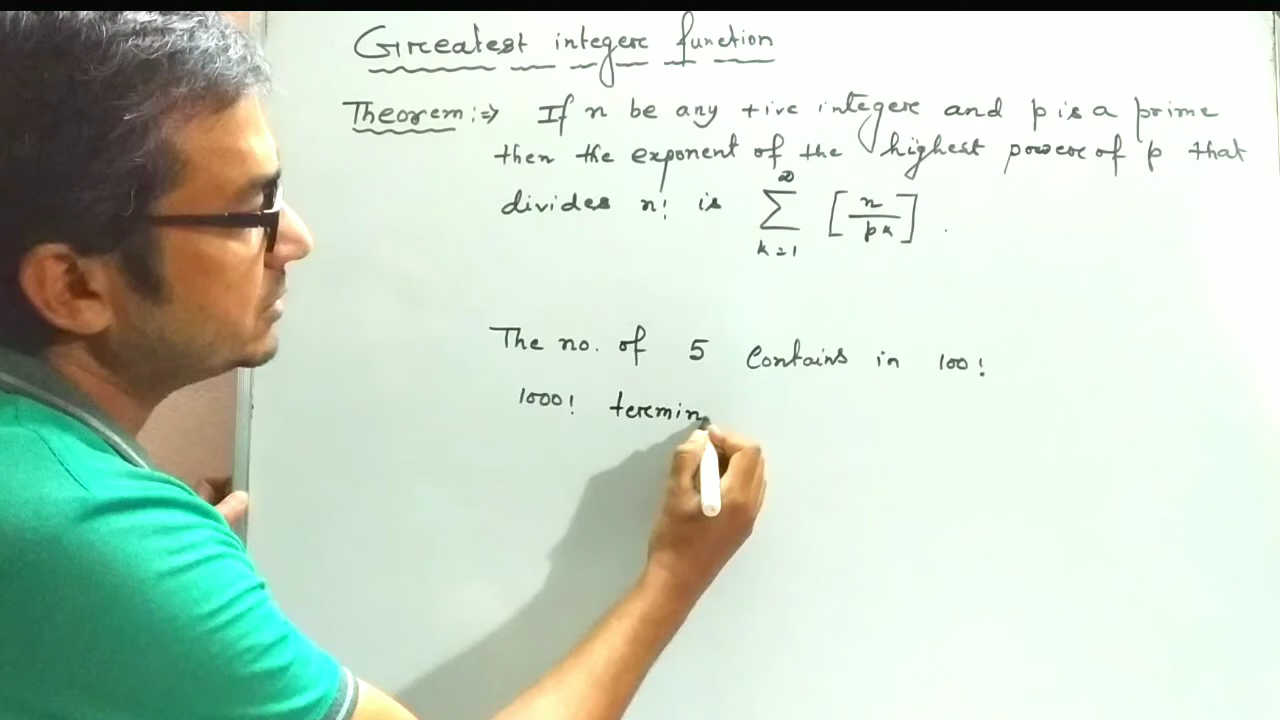 Greatest integer function
Theorem :⇒ If n be any +ive integer and p is a prime
then the exponent of the highest power of p that
divides n! is ∑_{k=1}^{∞} [n/p^k] .
The no. of 5 Contains in 100!
1000! termin